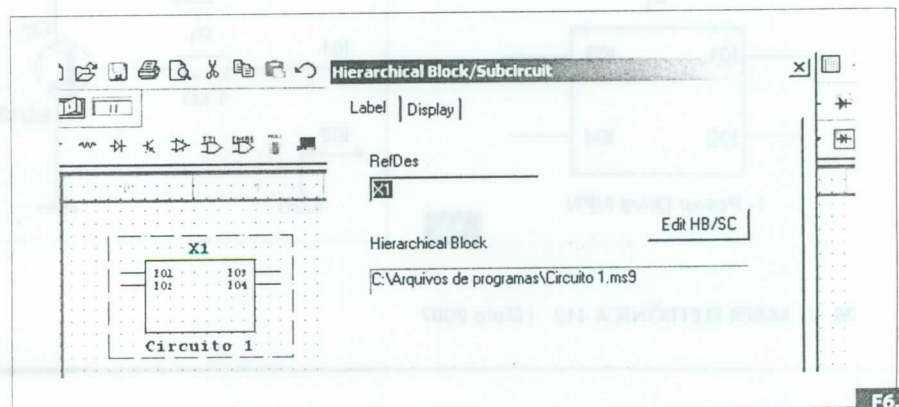 Hierarchical Block/Subcircuit
Label Display
RefDes
X1
Edit HB/SC
Hierarchical Block
C:\Arquivos de programas\Circuito 1.ms9
X1
IO1 IO3
IO2 IO4
Circuito 1
F6